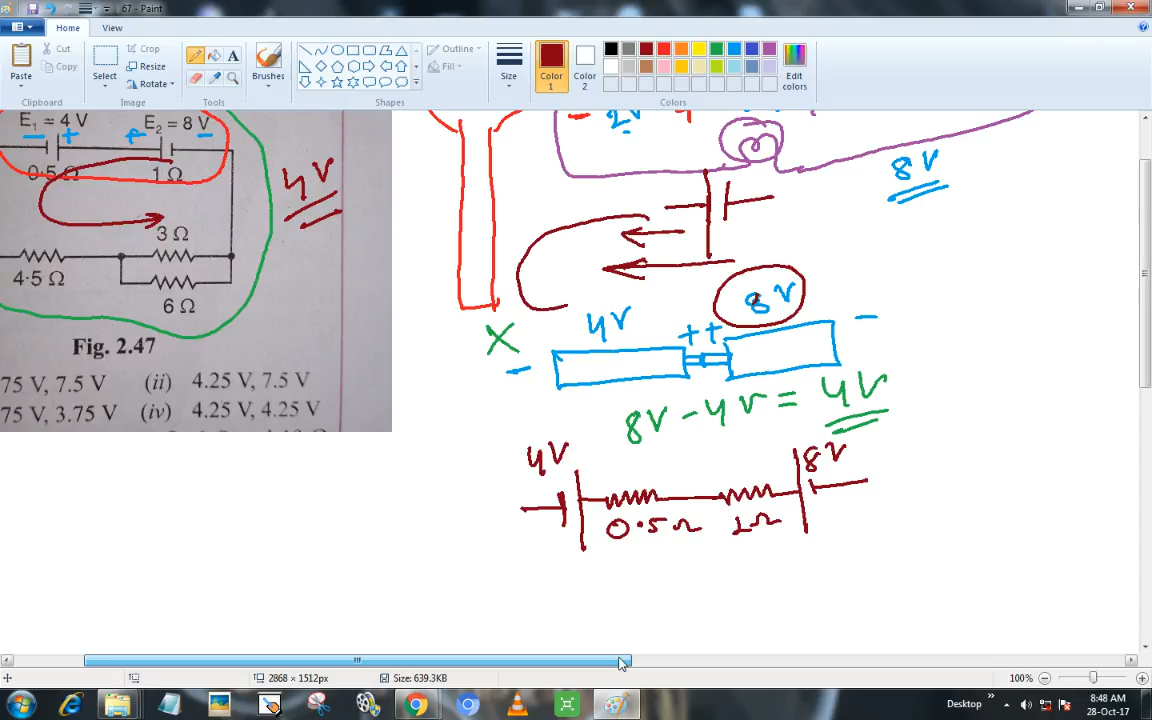 67 - Paint
Home View
Paste
Cut
Copy
Clipboard
Select
Crop
Resize
Rotate
Image
A
Tools
Brushes
Outline
Fill
Shapes
Size
Color
1
Color
2
Edit
colors
Colors
E₁ = 4 V
E₂ = 8 V
− + + −
0·5 Ω
1 Ω
4V
3 Ω
4·5 Ω
6 Ω
Fig. 2.47
75 V, 7.5 V (ii) 4.25 V, 7.5 V
75 V, 3.75 V (iv) 4.25 V, 4.25 V
− 2V
8V
8V
4V
+ +
−
X
−
8V − 4V = 4V
4V
8V
0·5 Ω
1Ω
2868 × 1512px
Size: 639.3KB
100%
Desktop
8:48 AM
28-Oct-17